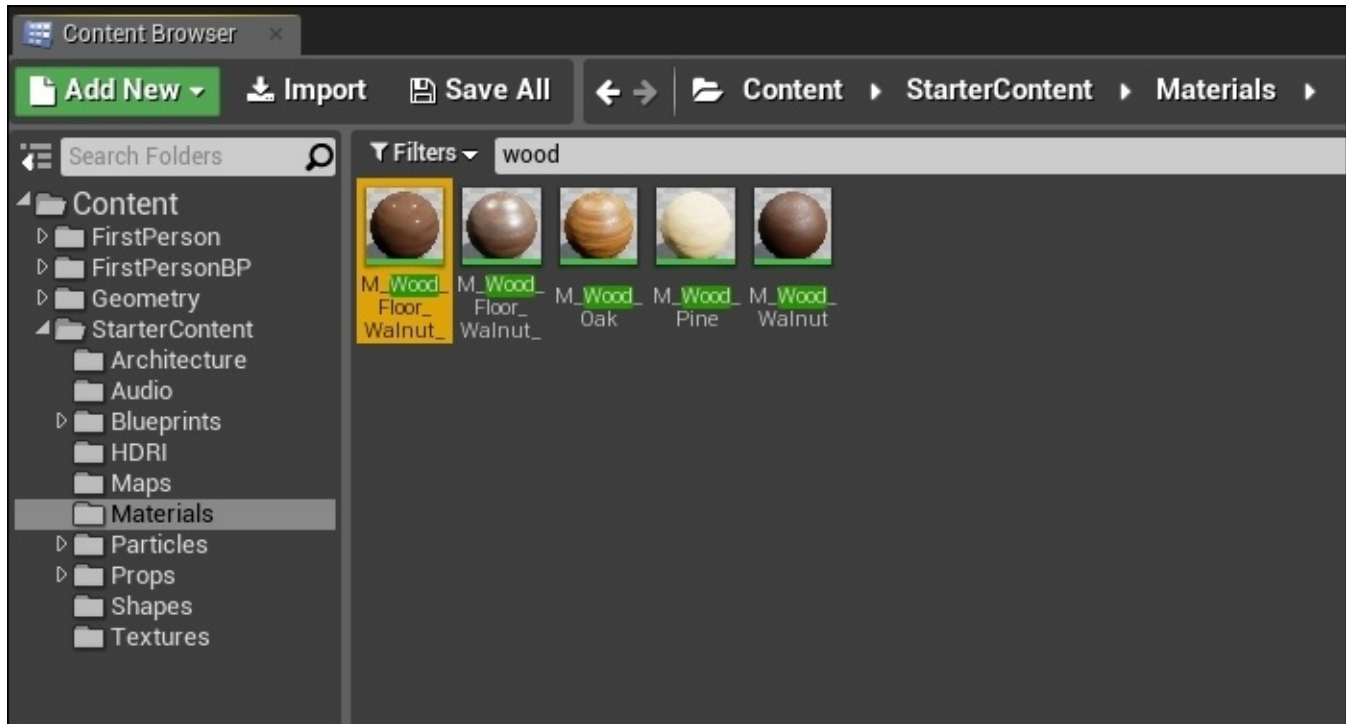 Content Browser
Add New Import Save All Content StarterContent Materials
Search Folders
Content
FirstPerson
FirstPersonBP
Geometry
StarterContent
Architecture
Audio
Blueprints
HDRI
Maps
Materials
Particles
Props
Shapes
Textures
Filters wood
M_Wood_
Floor_
Walnut_
M_Wood_
Floor_
Walnut_
M_Wood_
Oak
M_Wood_
Pine
M_Wood_
Walnut